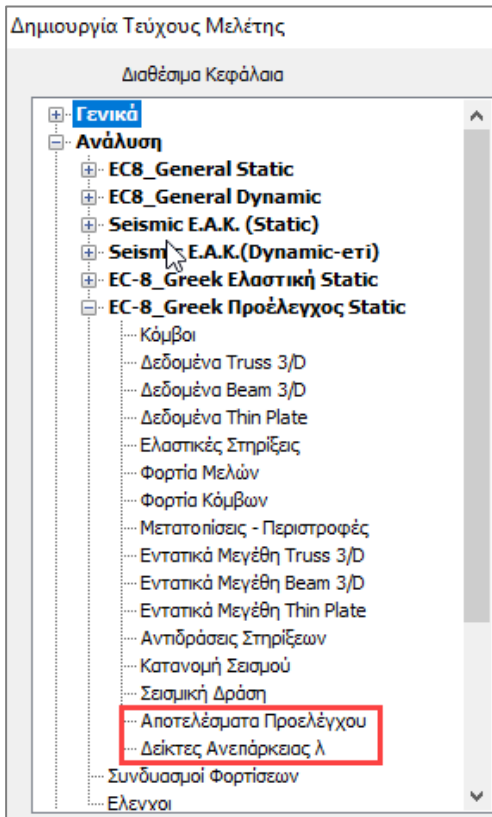 Δημιουργία Τεύχους Μελέτης
Διαθέσιμα Κεφάλαια
Γενικά
Ανάλυση
EC8_General Static
EC8_General Dynamic
Seismic E.A.K. (Static)
Seismic E.A.K.(Dynamic-eτi)
EC-8_Greek Ελαστική Static
EC-8_Greek Προέλεγχος Static
Κόμβοι
Δεδομένα Truss 3/D
Δεδομένα Beam 3/D
Δεδομένα Thin Plate
Ελαστικές Στηρίξεις
Φορτία Μελών
Φορτία Κόμβων
Μετατοπίσεις - Περιστροφές
Εντατικά Μεγέθη Truss 3/D
Εντατικά Μεγέθη Beam 3/D
Εντατικά Μεγέθη Thin Plate
Αντιδράσεις Στηρίξεων
Κατανομή Σεισμού
Σεισμική Δράση
Αποτελέσματα Προελέγχου
Δείκτες Ανεπάρκειας λ
Συνδυασμοί Φορτίσεων
Ελεγχοι